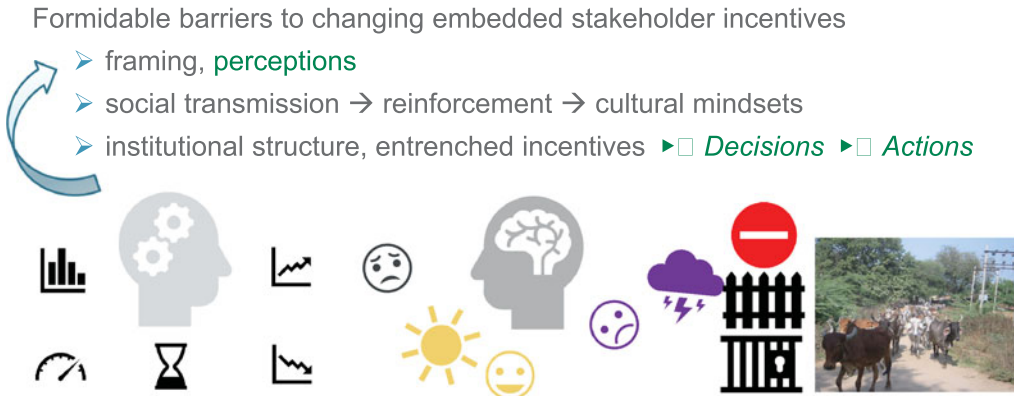 Formidable barriers to changing embedded stakeholder incentives
➢ framing, perceptions
➢ social transmission → reinforcement → cultural mindsets
➢ institutional structure, entrenched incentives ▸□ Decisions ▸□ Actions